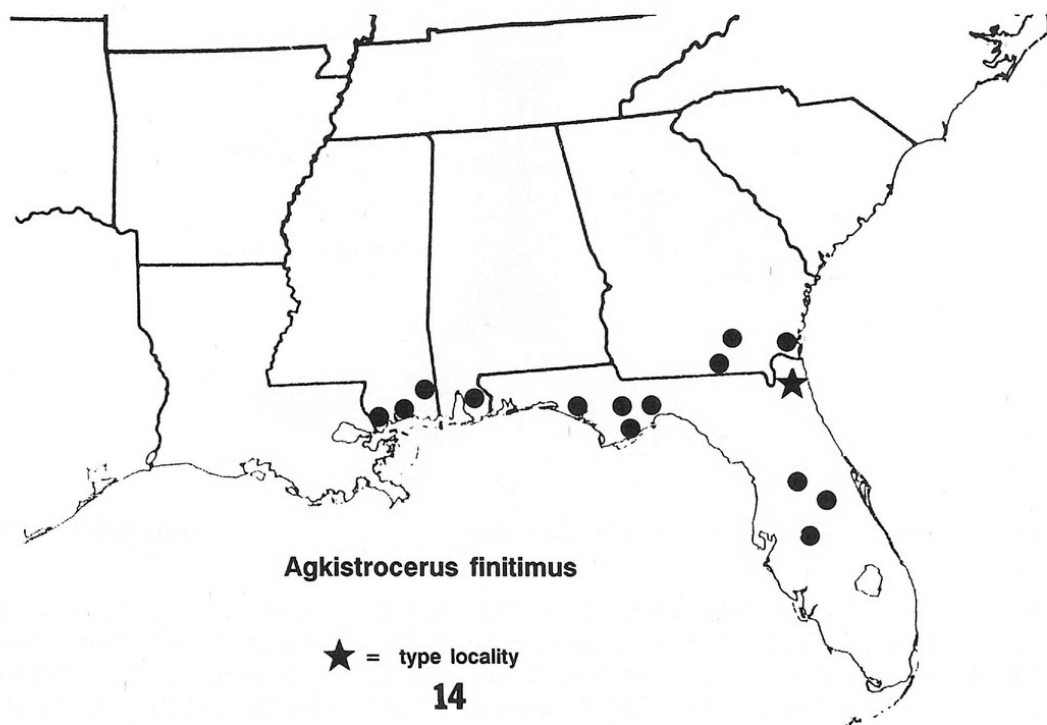 Agkistrocerus finitimus
★ = type locality
14